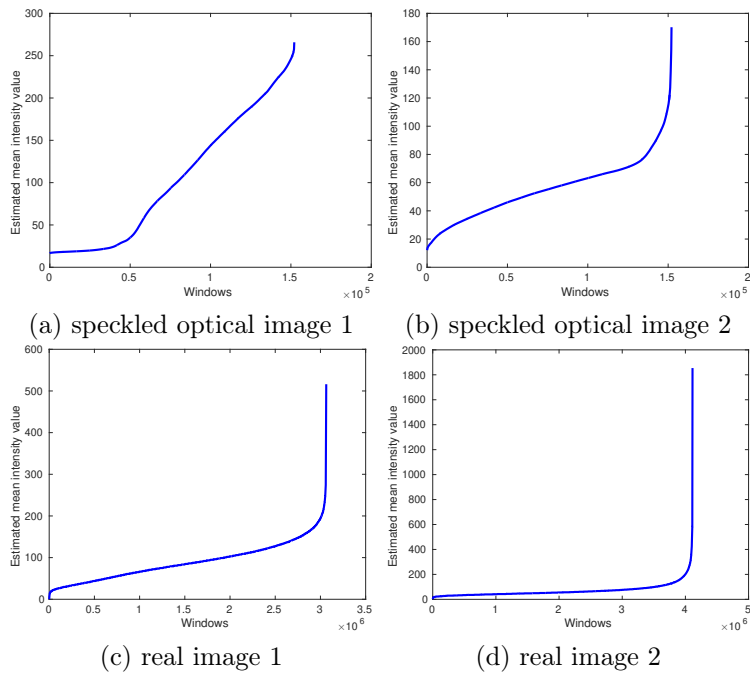 300
250
200
150
100
50
0
Estimated mean intensity value
0 0.5 1 1.5 2
Windows
×10^5
(a) speckled optical image 1
180
160
140
120
100
80
60
40
20
0
Estimated mean intensity value
0 0.5 1 1.5 2
Windows
×10^5
(b) speckled optical image 2
600
500
400
300
200
100
0
Estimated mean intensity value
0 0.5 1 1.5 2 2.5 3 3.5
Windows
×10^6
(c) real image 1
2000
1800
1600
1400
1200
1000
800
600
400
200
0
Estimated mean intensity value
0 1 2 3 4 5
Windows
×10^6
(d) real image 2